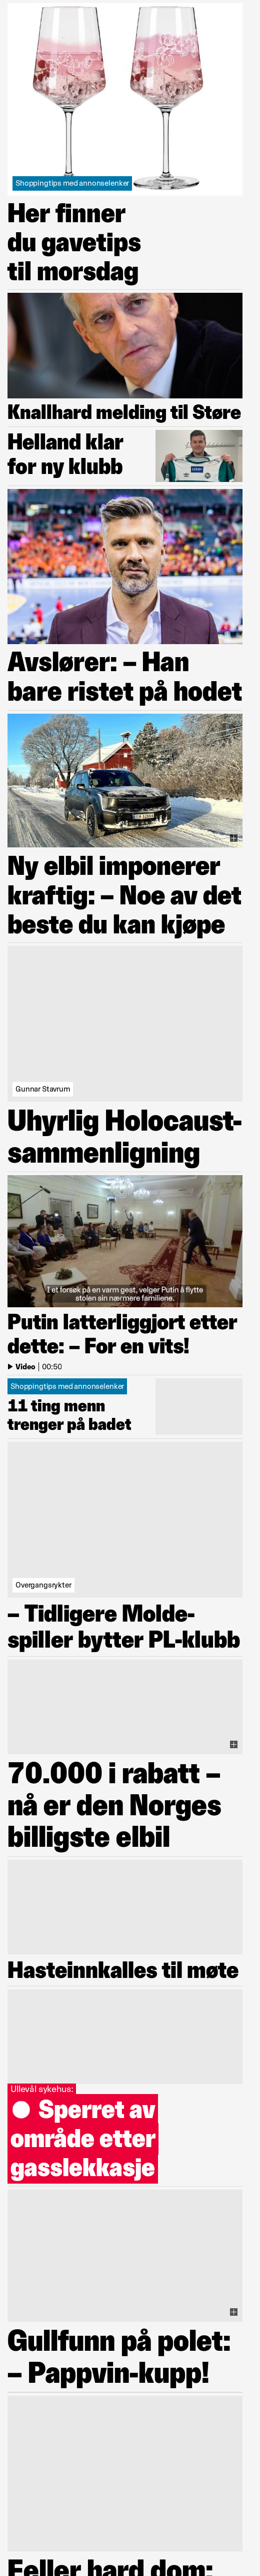 Shoppingtips med annonselenker
Her finner
du gavetips
til morsdag
Knallhard melding til Støre
Helland klar
for ny klubb
Avslører: – Han
bare ristet på hodet
Ny elbil imponerer
kraftig: – Noe av det
beste du kan kjøpe
Gunnar Stavrum
Uhyrlig Holocaust-
sammenligning
I et forsøk på en varm gest, velger Putin å flytte
stolen sin nærmere familiene.
Putin latterliggjort etter
dette: – For en vits!
Video | 00:50
Shoppingtips med annonselenker
11 ting menn
trenger på badet
Overgangsrykter
– Tidligere Molde-
spiller bytter PL-klubb
70.000 i rabatt –
nå er den Norges
billigste elbil
Hasteinnkalles til møte
Ullevål sykehus:
Sperret av
område etter
gasslekkasje
Gullfunn på polet:
– Pappvin-kupp!
Feller hard dom: